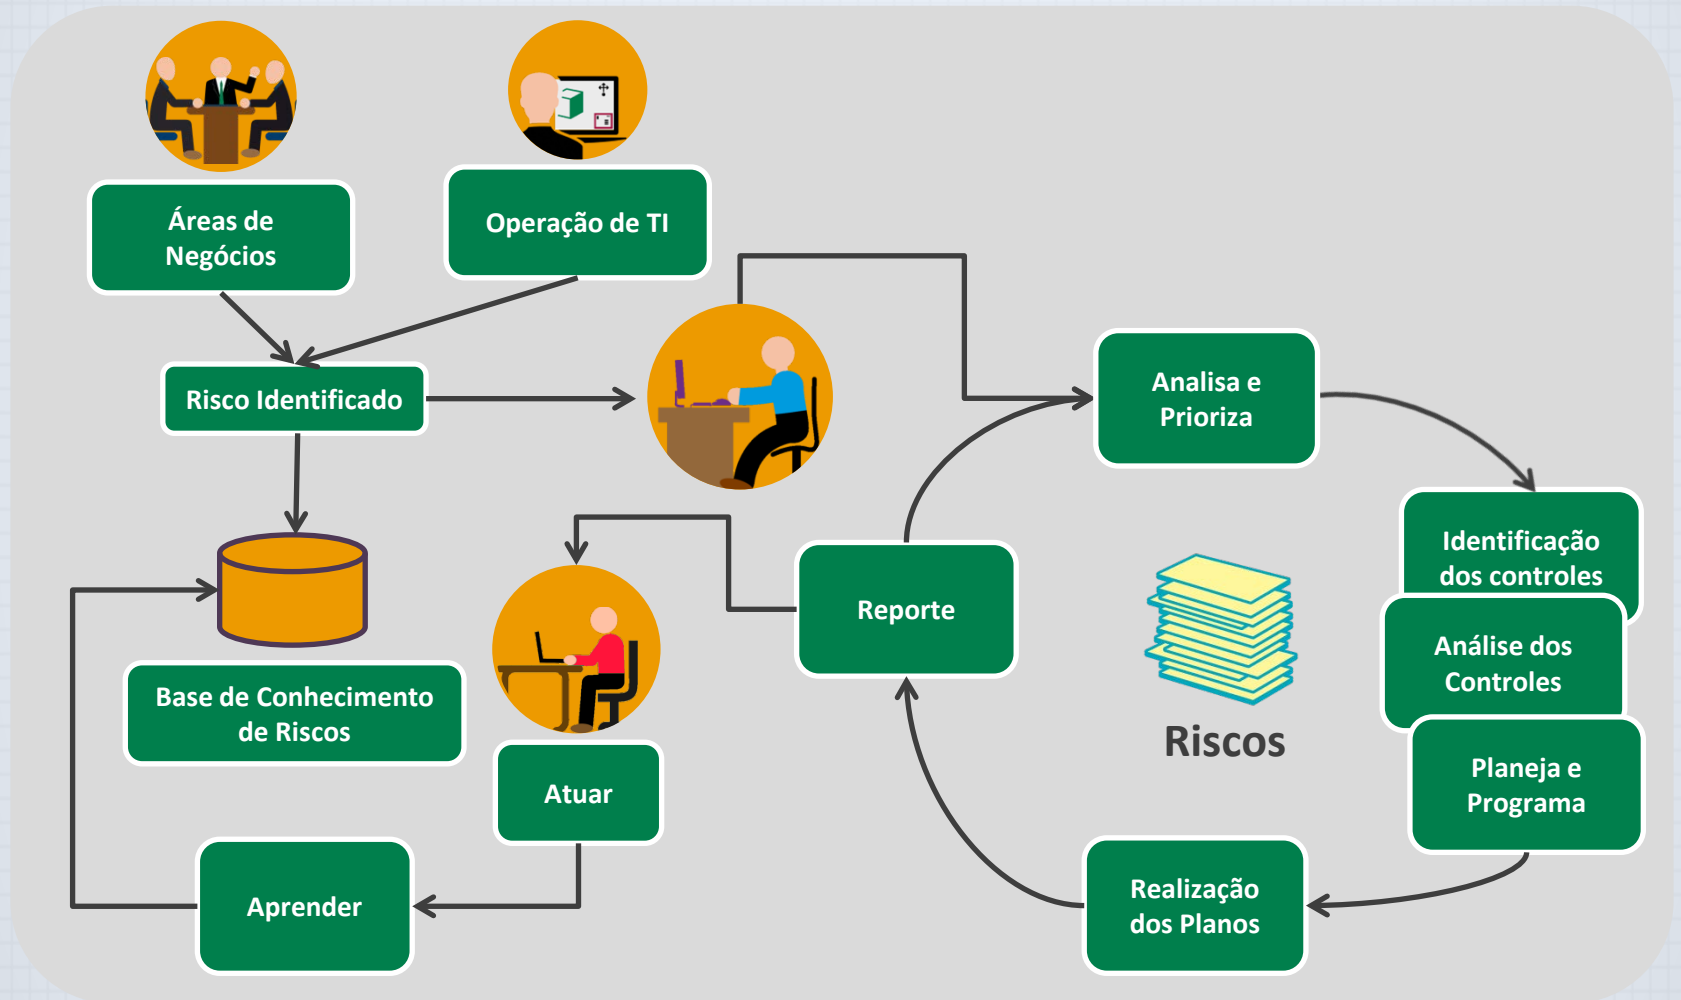 Áreas de
Negócios
Operação de TI
Risco Identificado
Analisa e
Prioriza
Identificação
dos controles
Análise dos
Controles
Planeja e
Programa
Reporte
Riscos
Base de Conhecimento
de Riscos
Atuar
Aprender
Realização
dos Planos